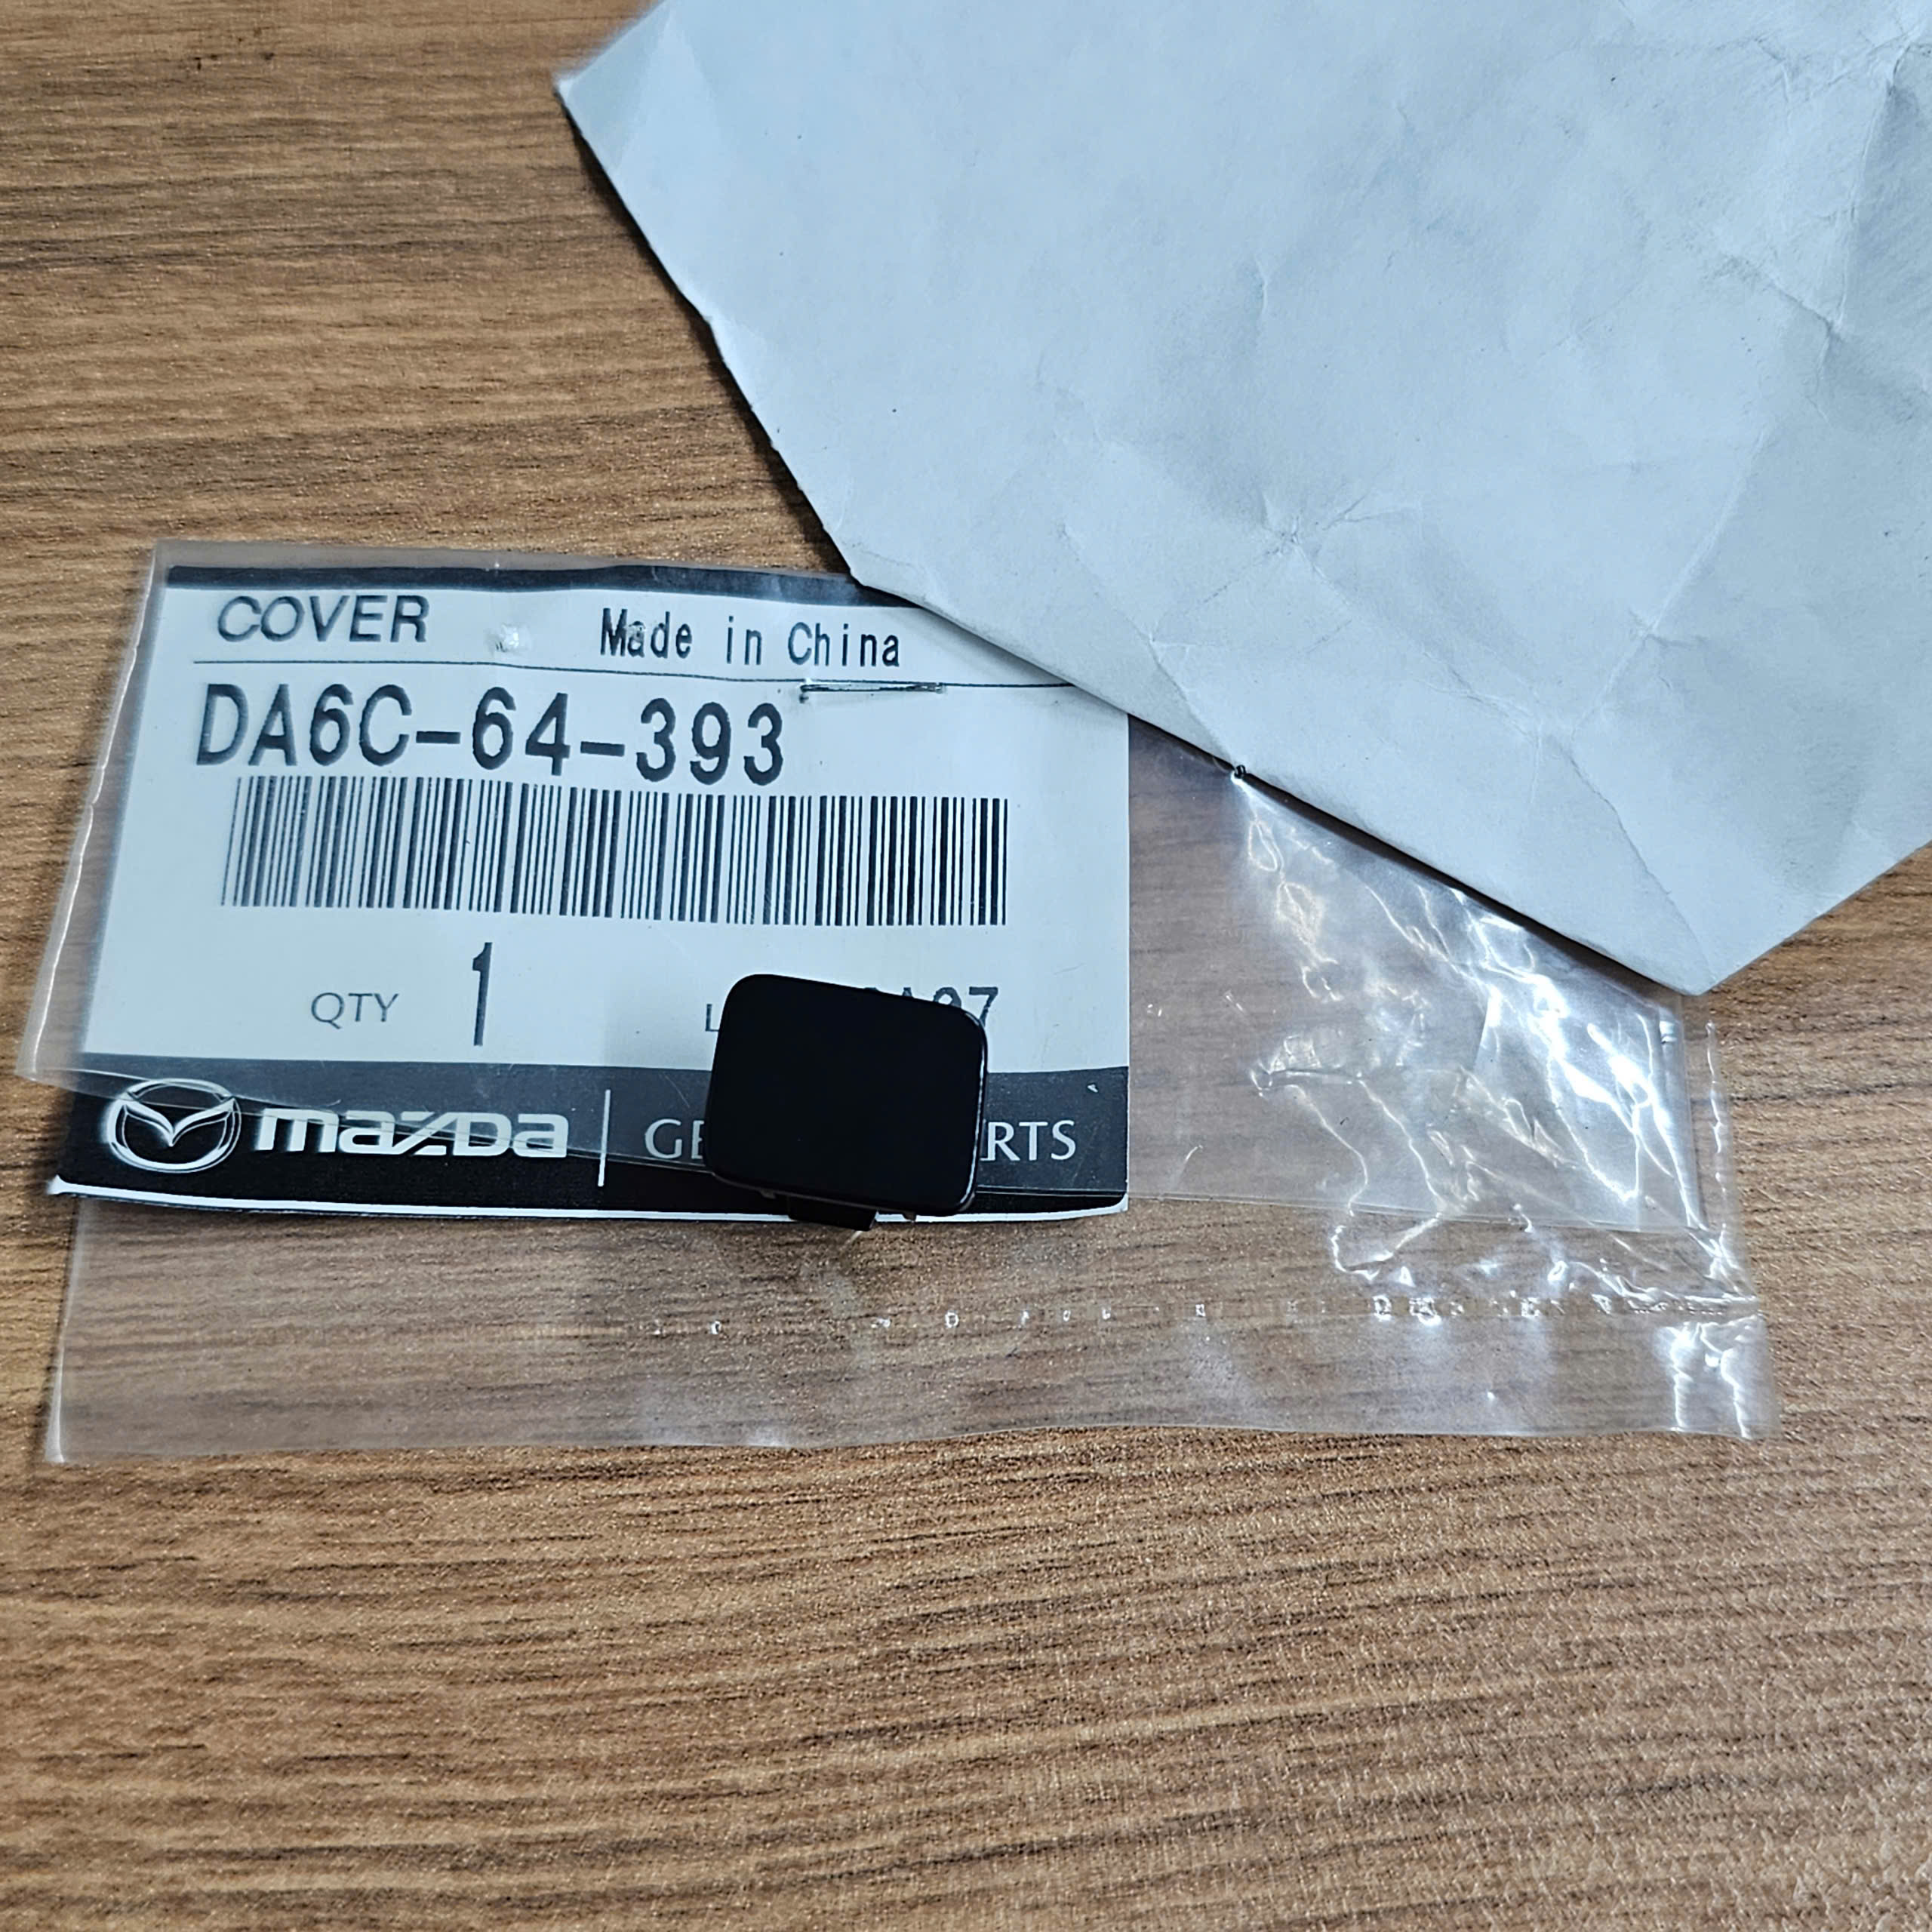 COVER Made in China
DA6C-64-393
QTY 1
mazda